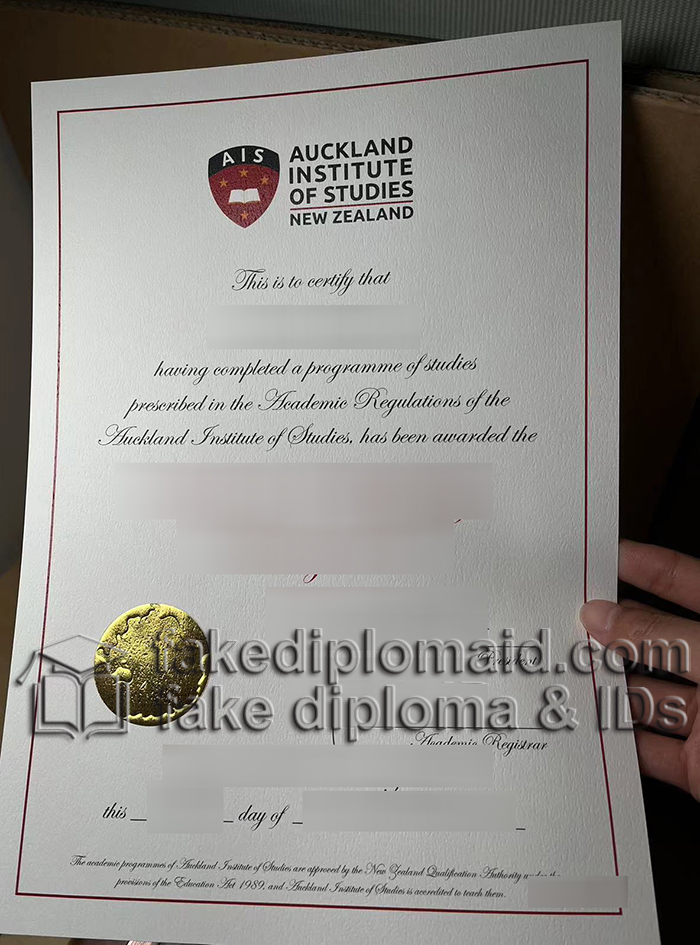 AIS
AUCKLAND
INSTITUTE
OF STUDIES
NEW ZEALAND
This is to certify that
having completed a programme of studies
prescribed in the Academic Regulations of the
Auckland Institute of Studies, has been awarded the
fakediplomaid.com
President
fake diploma & IDs
Academic Registrar
this _ _ day of _ _
The academic programmes of Auckland Institute of Studies are approved by the New Zealand Qualification Authority under the
provisions of the Education Act 1989, and Auckland Institute of Studies is accredited to teach them.